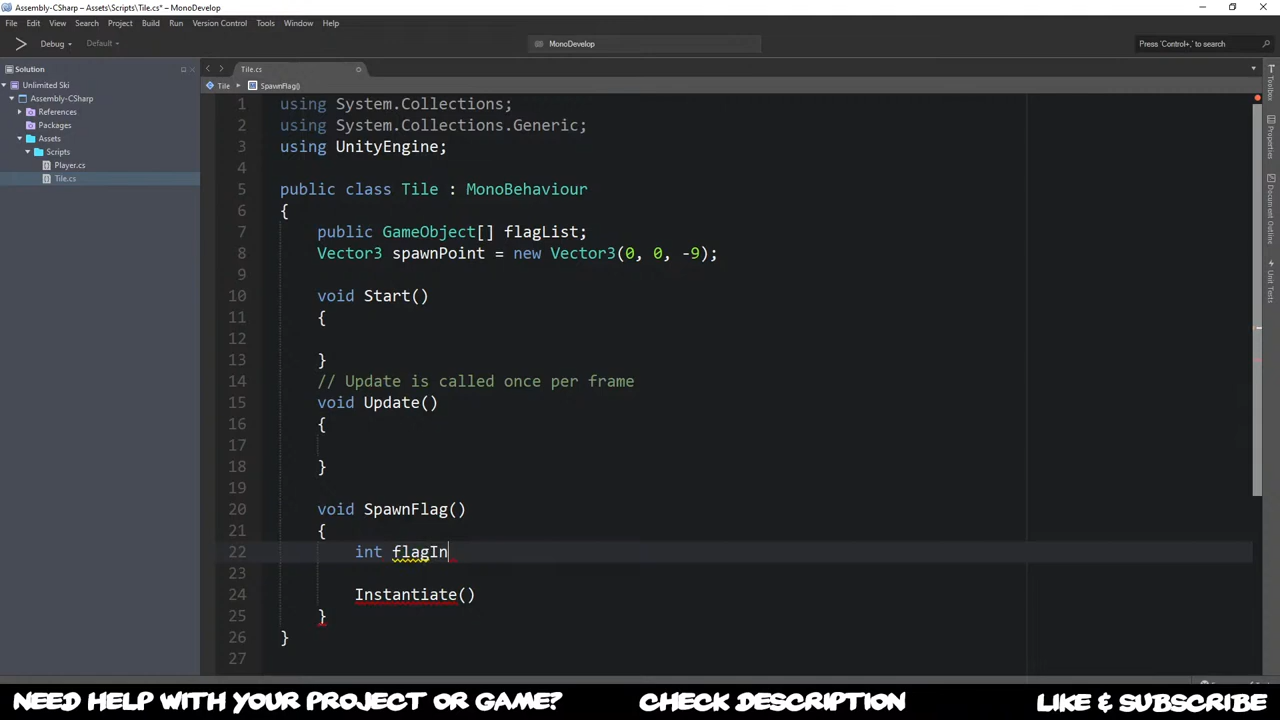 Assembly-CSharp – Assets\Scripts\Tile.cs* – MonoDevelop
File Edit View Search Project Build Run Version Control Tools Window Help
Debug Default MonoDevelop Press 'Control+,' to search
Solution
Unlimited Ski
Assembly-CSharp
References
Packages
Assets
Scripts
Player.cs
Tile.cs
Tile.cs
Tile SpawnFlag()
1 using System.Collections;
2 using System.Collections.Generic;
3 using UnityEngine;
4
5 public class Tile : MonoBehaviour
6 {
7 public GameObject[] flagList;
8 Vector3 spawnPoint = new Vector3(0, 0, -9);
9
10 void Start()
11 {
12
13 }
14 // Update is called once per frame
15 void Update()
16 {
17
18 }
19
20 void SpawnFlag()
21 {
22 int flagIn
23
24 Instantiate()
25 }
26 }
27
Toolbox
Properties
Document Outline
Unit Tests
NEED HELP WITH YOUR PROJECT OR GAME? CHECK DESCRIPTION LIKE & SUBSCRIBE